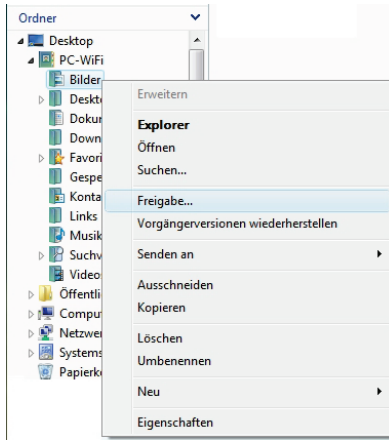 Ordner
Desktop
PC-WiFi
Bilder
Deskt
Dokur
Down
Favori
Gespe
Konta
Links
Musik
Suchv
Video
Öffentli
Compu
Netzwer
Systems
Papierk
Erweitern
Explorer
Öffnen
Suchen...
Freigabe...
Vorgängerversionen wiederherstellen
Senden an
Ausschneiden
Kopieren
Löschen
Umbenennen
Neu
Eigenschaften